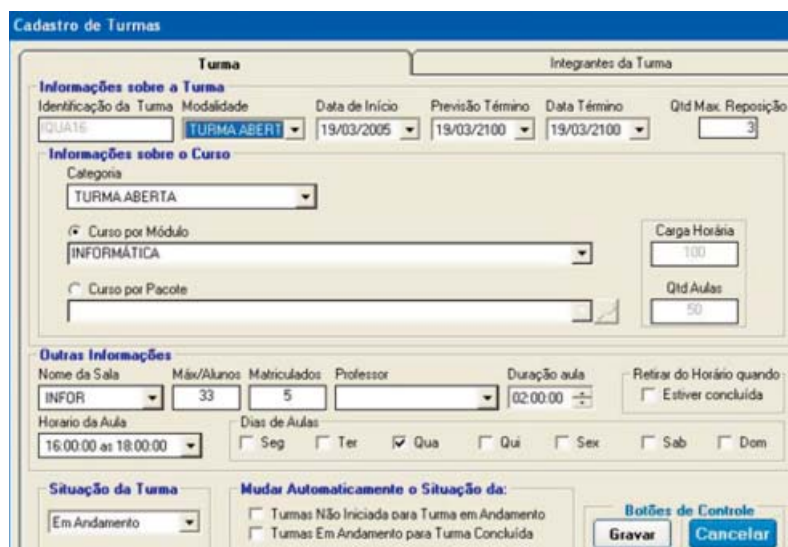 Cadastro de Turmas
Turma Integrantes da Turma
Informações sobre a Turma
Identificação da Turma Modalidade Data de Início Previsão Término Data Término Qtd Max. Reposição
IQUA16 TURMA ABERT 19/03/2005 19/03/2100 19/03/2100 3
Informações sobre o Curso
Categoria
TURMA ABERTA
Curso por Módulo Carga Horária
INFORMÁTICA 100
Curso por Pacote Qtd Aulas
50
Outras Informações
Nome da Sala Máx/Alunos Matriculados Professor Duração aula Retirar do Horário quando
INFOR 33 5 02:00:00 Estiver concluída
Horario da Aula Dias de Aulas
16:00:00 as 18:00:00 Seg Ter Qua Qui Sex Sab Dom
Situação da Turma Mudar Automaticamente o Situação da:
Em Andamento Turmas Não Iniciada para Turma em Andamento Botões de Controle
Turmas Em Andamento para Turma Concluída Gravar Cancelar